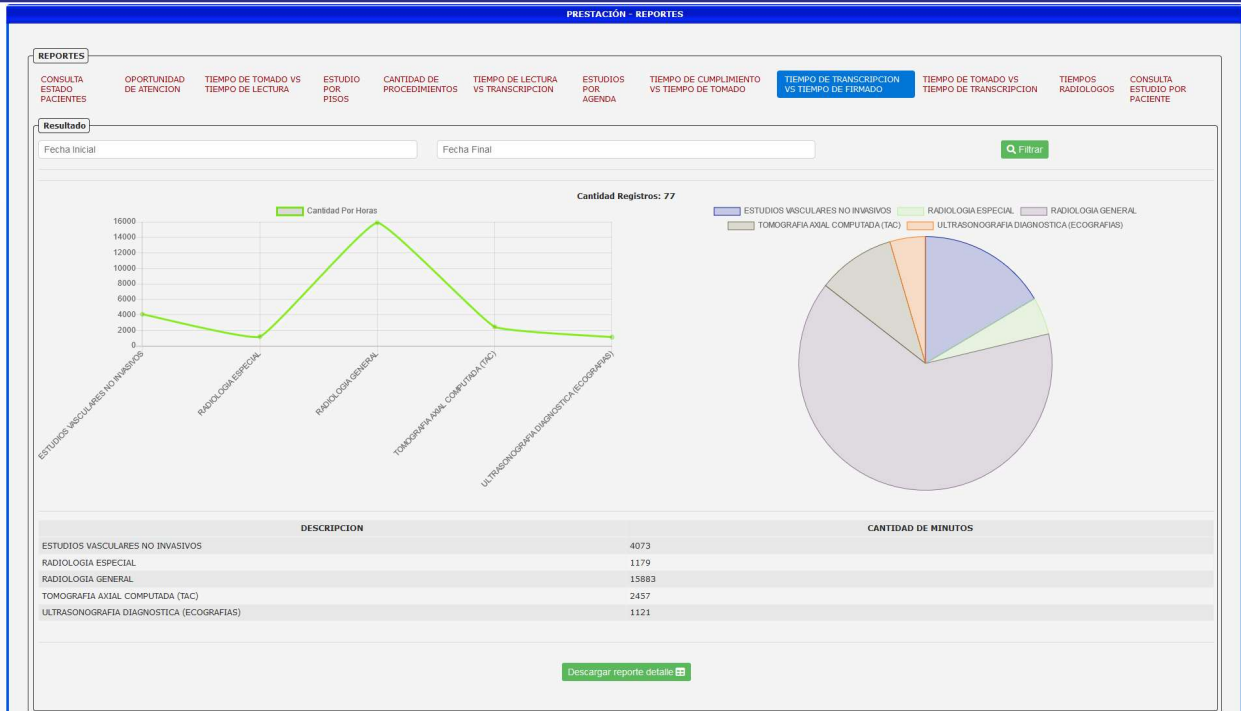 PRESTACIÓN - REPORTES
REPORTES
CONSULTA
ESTADO
PACIENTES
OPORTUNIDAD
DE ATENCION
TIEMPO DE TOMADO VS
TIEMPO DE LECTURA
ESTUDIO
POR
PISOS
CANTIDAD DE
PROCEDIMIENTOS
TIEMPO DE LECTURA
VS TRANSCRIPCION
ESTUDIOS
POR
AGENDA
TIEMPO DE CUMPLIMIENTO
VS TIEMPO DE TOMADO
TIEMPO DE TRANSCRIPCION
VS TIEMPO DE FIRMADO
TIEMPO DE TOMADO VS
TIEMPO DE TRANSCRIPCION
TIEMPOS
RADIOLOGOS
CONSULTA
ESTUDIO POR
PACIENTE
Resultado
Fecha Inicial
Fecha Final
Filtrar
Cantidad Registros: 77
Cantidad Por Horas
16000
14000
12000
10000
8000
6000
4000
2000
0
ESTUDIOS VASCULARES NO INVASIVOS
RADIOLOGIA ESPECIAL
RADIOLOGIA GENERAL
TOMOGRAFIA AXIAL COMPUTADA (TAC)
ULTRASONOGRAFIA DIAGNOSTICA (ECOGRAFIAS)
ESTUDIOS VASCULARES NO INVASIVOS RADIOLOGIA ESPECIAL RADIOLOGIA GENERAL
TOMOGRAFIA AXIAL COMPUTADA (TAC) ULTRASONOGRAFIA DIAGNOSTICA (ECOGRAFIAS)
DESCRIPCION CANTIDAD DE MINUTOS
ESTUDIOS VASCULARES NO INVASIVOS 4073
RADIOLOGIA ESPECIAL 1179
RADIOLOGIA GENERAL 15883
TOMOGRAFIA AXIAL COMPUTADA (TAC) 2457
ULTRASONOGRAFIA DIAGNOSTICA (ECOGRAFIAS) 1121
Descargar reporte detalle